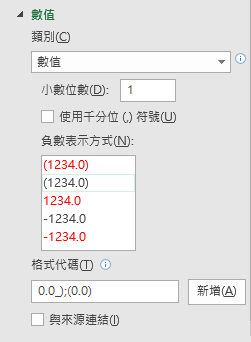 數值
類別(C)
數值
小數位數(D): 1
使用千分位 (,) 符號(U)
負數表示方式(N):
(1234.0)
(1234.0)
1234.0
-1234.0
-1234.0
格式代碼(T)
0.0_);(0.0)
新增(A)
與來源連結(I)